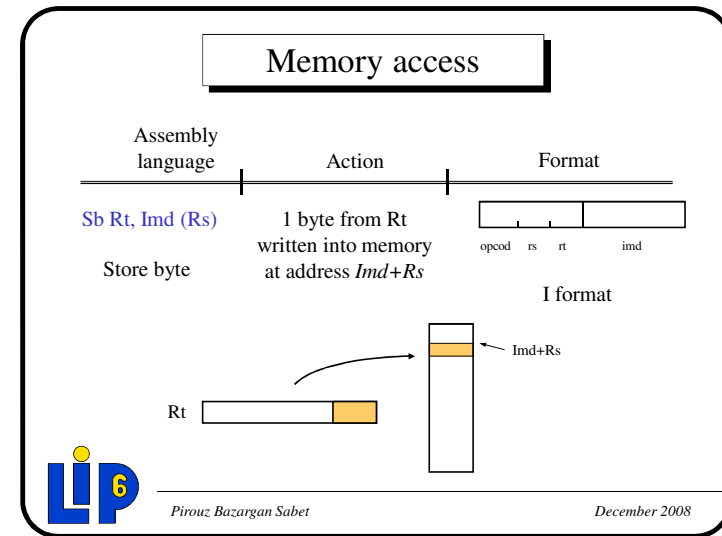 Memory access
Assembly
language
Action
Format
Sb Rt, Imd (Rs)
Store byte
1 byte from Rt
written into memory
at address Imd+Rs
opcod rs rt imd
I format
Imd+Rs
Rt
LIP6
Pirouz Bazargan Sabet
December 2008